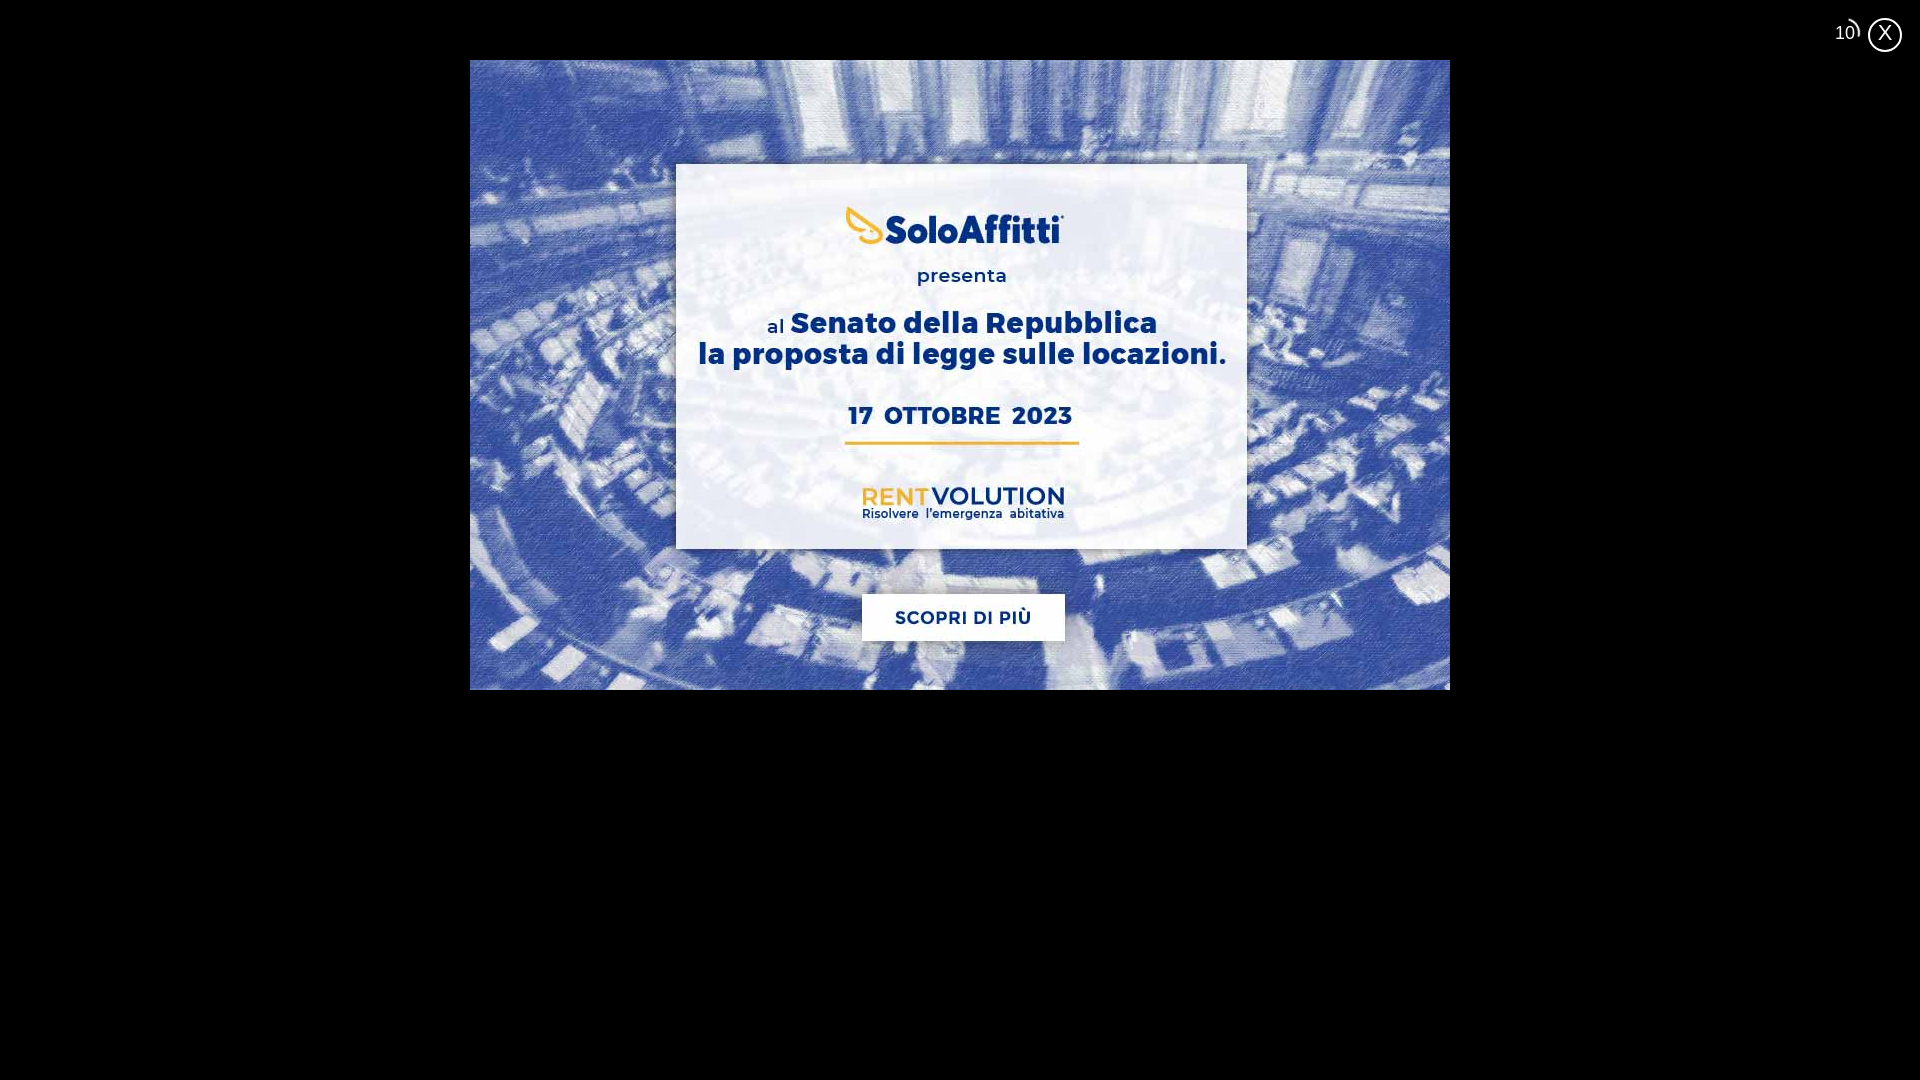 10 X
SoloAffitti
presenta
al Senato della Repubblica
la proposta di legge sulle locazioni.
17 OTTOBRE 2023
RENTVOLUTION
Risolvere l'emergenza abitativa
SCOPRI DI PIÙ